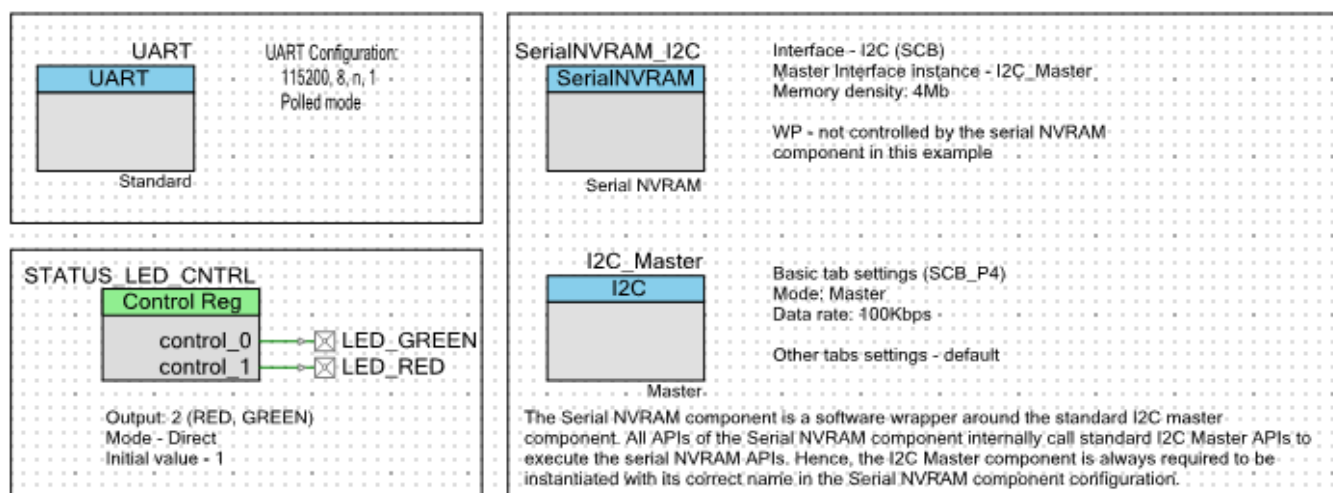 UART
UART
Standard
UART Configuration:
115200, 8, n, 1
Polled mode
STATUS_LED_CNTRL
Control Reg
control_0
LED_GREEN
control_1
LED_RED
Output: 2 (RED, GREEN)
Mode - Direct
Initial value - 1
SerialNVRAM_I2C
SerialNVRAM
Serial NVRAM
Interface - I2C (SCB)
Master Interface instance - I2C_Master
Memory density: 4Mb
WP - not controlled by the serial NVRAM
component in this example
I2C_Master
I2C
Master
Basic tab settings (SCB_P4)
Mode: Master
Data rate: 100Kbps
Other tabs settings - default
The Serial NVRAM component is a software wrapper around the standard I2C master
component. All APIs of the Serial NVRAM component internally call standard I2C Master APIs to
execute the serial NVRAM APIs. Hence, the I2C Master component is always required to be
instantiated with its correct name in the Serial NVRAM component configuration.